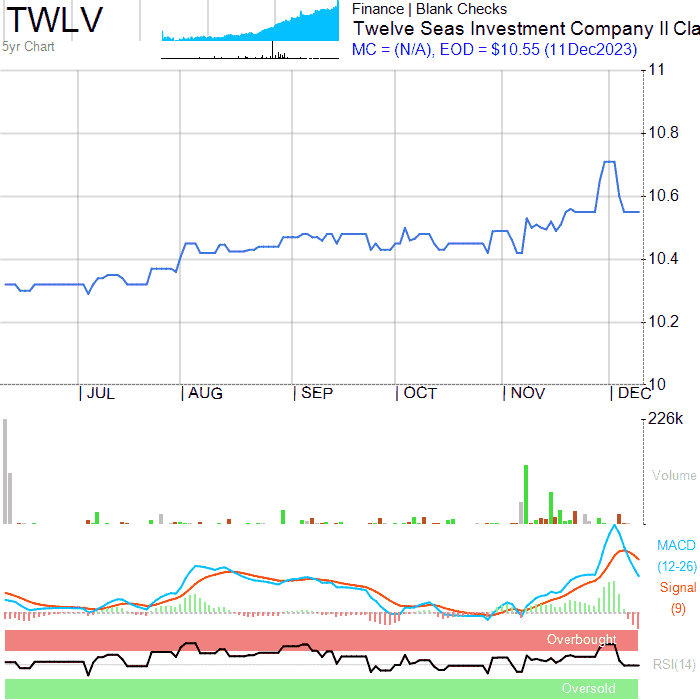 TWLV
5yr Chart
Finance | Blank Checks
Twelve Seas Investment Company II Cla
MC = (N/A), EOD = $10.55 (11Dec2023)
11
10.8
10.6
10.4
10.2
10
| JUL | AUG | SEP | OCT | NOV | DEC
226k
Volume
MACD
(12-26)
Signal
(9)
Overbought
RSI(14)
Oversold